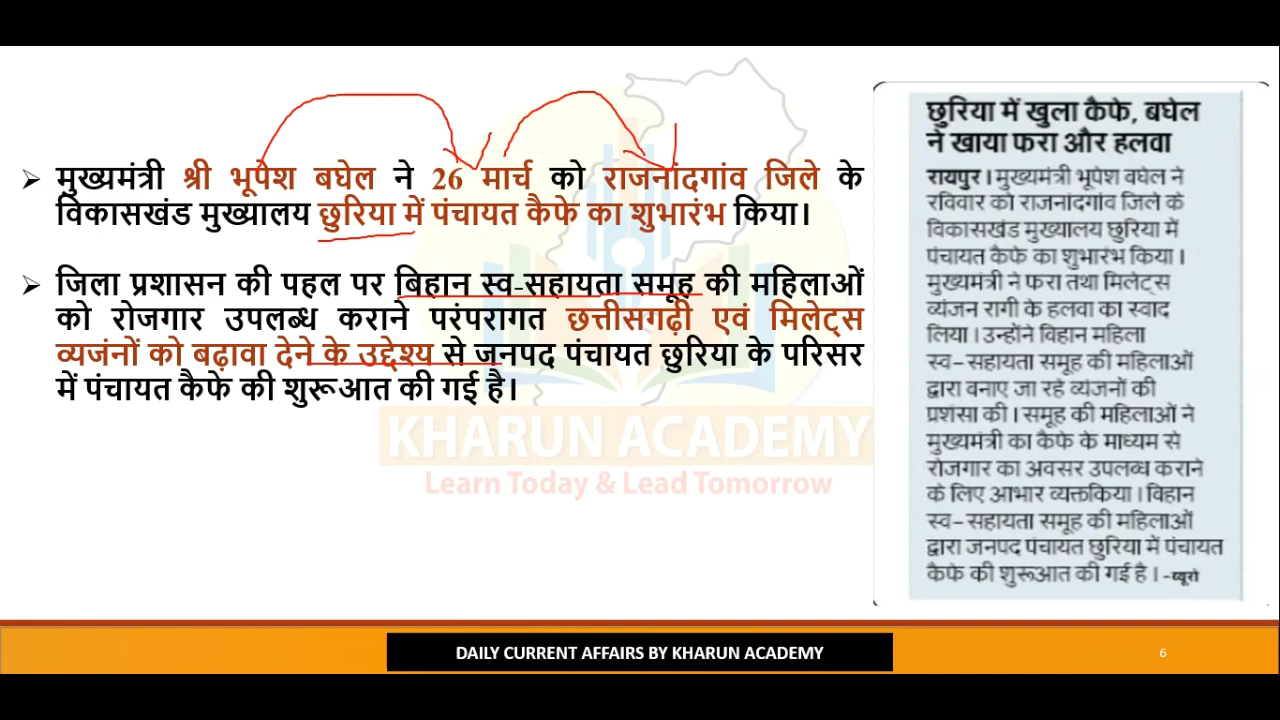 मुख्यमंत्री श्री भूपेश बघेल ने 26 मार्च को राजनांदगांव जिले के
विकासखंड मुख्यालय छुरिया में पंचायत कैफे का शुभारंभ किया।
जिला प्रशासन की पहल पर बिहान स्व-सहायता समूह की महिलाओं
को रोजगार उपलब्ध कराने परंपरागत छत्तीसगढ़ी एवं मिलेट्स
व्यजंनों को बढ़ावा देने के उद्देश्य से जनपद पंचायत छुरिया के परिसर
में पंचायत कैफे की शुरूआत की गई है।
KHARUN ACADEMY
Learn Today & Lead Tomorrow
छुरिया में खुला कैफे, बघेल
ने खाया फरा और हलवा
रायपुर। मुख्यमंत्री भूपेश बघेल ने
रविवार को राजनांदगांव जिले के
विकासखंड मुख्यालय छुरिया में
पंचायत कैफे का शुभारंभ किया।
मुख्यमंत्री ने फरा तथा मिलेट्स
व्यंजन रागी के हलवा का स्वाद
लिया। उन्होंने विहान महिला
स्व-सहायता समूह की महिलाओं
द्वारा बनाए जा रहे व्यंजनों की
प्रशंसा की। समूह की महिलाओं ने
मुख्यमंत्री का कैफे के माध्यम से
रोजगार का अवसर उपलब्ध कराने
के लिए आभार व्यक्तकिया। विहान
स्व-सहायता समूह की महिलाओं
द्वारा जनपद पंचायत छुरिया में पंचायत
कैफे की शुरूआत की गई है। -ब्यूरो
DAILY CURRENT AFFAIRS BY KHARUN ACADEMY
6